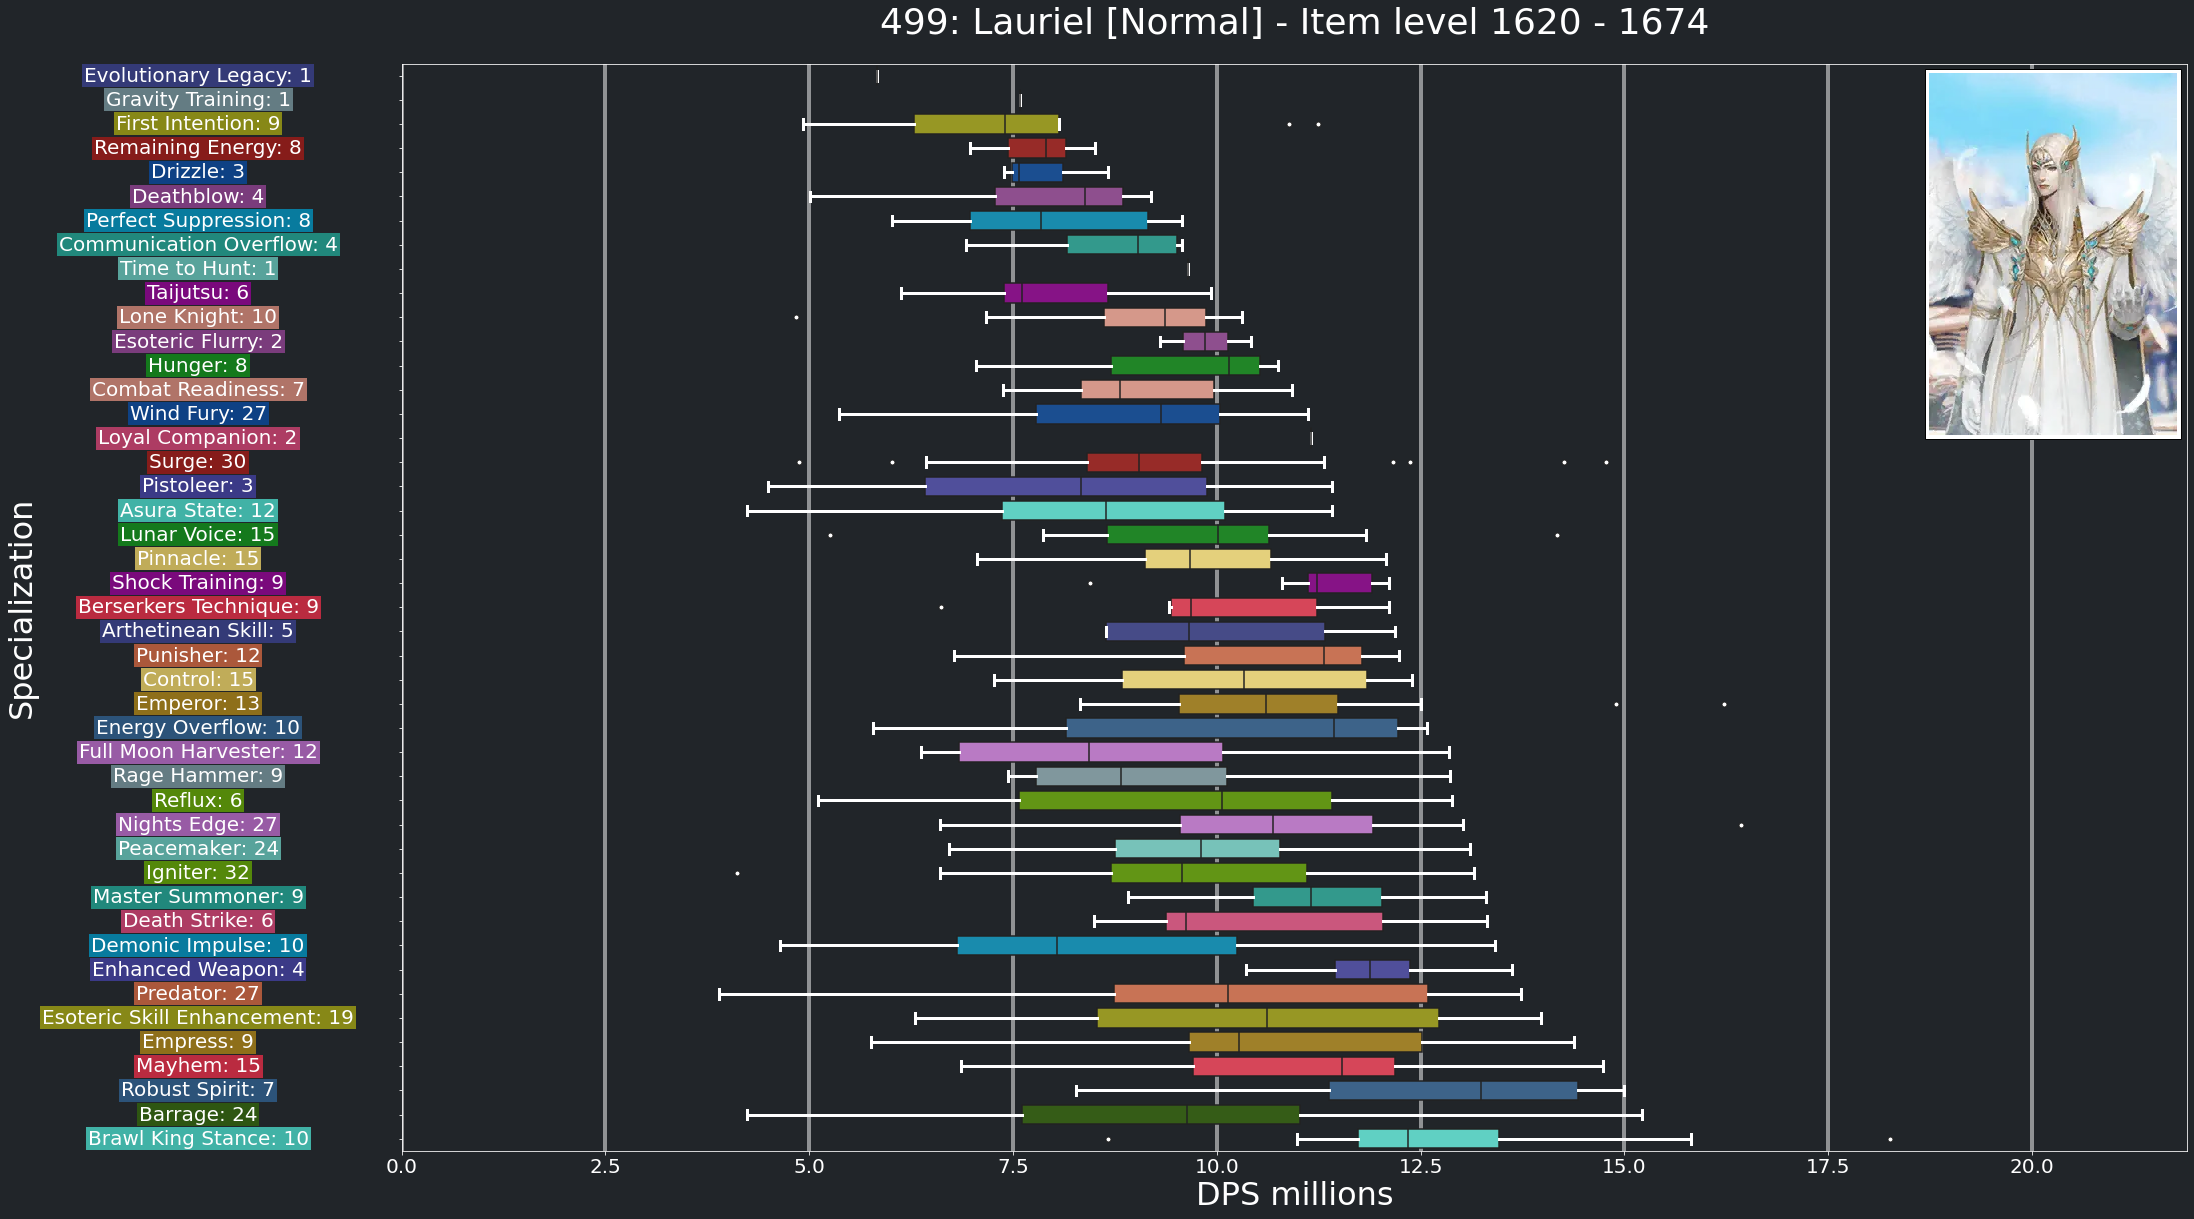 499: Lauriel [Normal] - Item level 1620 - 1674
Evolutionary Legacy: 1
Gravity Training: 1
First Intention: 9
Remaining Energy: 8
Drizzle: 3
Deathblow: 4
Perfect Suppression: 8
Communication Overflow: 4
Time to Hunt: 1
Taijutsu: 6
Lone Knight: 10
Esoteric Flurry: 2
Hunger: 8
Combat Readiness: 7
Wind Fury: 27
Loyal Companion: 2
Surge: 30
Pistoleer: 3
Asura State: 12
Lunar Voice: 15
Pinnacle: 15
Shock Training: 9
Berserkers Technique: 9
Arthetinean Skill: 5
Punisher: 12
Control: 15
Emperor: 13
Energy Overflow: 10
Full Moon Harvester: 12
Rage Hammer: 9
Reflux: 6
Nights Edge: 27
Peacemaker: 24
Igniter: 32
Master Summoner: 9
Death Strike: 6
Demonic Impulse: 10
Enhanced Weapon: 4
Predator: 27
Esoteric Skill Enhancement: 19
Empress: 9
Mayhem: 15
Robust Spirit: 7
Barrage: 24
Brawl King Stance: 10
Specialization
0.0 2.5 5.0 7.5 10.0 12.5 15.0 17.5 20.0
DPS millions